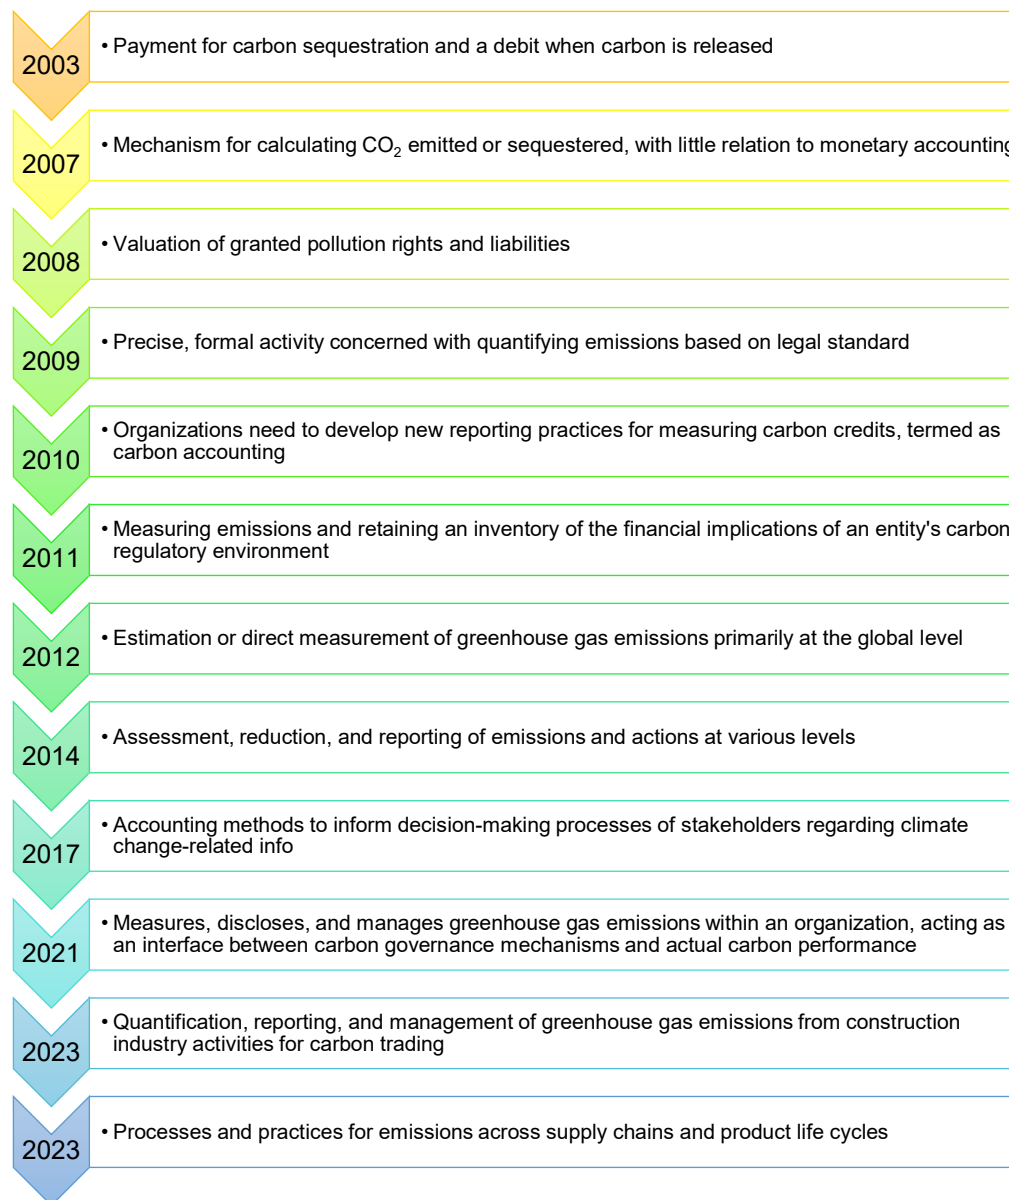 2003
• Payment for carbon sequestration and a debit when carbon is released
2007
• Mechanism for calculating CO₂ emitted or sequestered, with little relation to monetary accounting
2008
• Valuation of granted pollution rights and liabilities
2009
• Precise, formal activity concerned with quantifying emissions based on legal standard
2010
• Organizations need to develop new reporting practices for measuring carbon credits, termed as
carbon accounting
2011
• Measuring emissions and retaining an inventory of the financial implications of an entity's carbon
regulatory environment
2012
• Estimation or direct measurement of greenhouse gas emissions primarily at the global level
2014
• Assessment, reduction, and reporting of emissions and actions at various levels
2017
• Accounting methods to inform decision-making processes of stakeholders regarding climate
change-related info
2021
• Measures, discloses, and manages greenhouse gas emissions within an organization, acting as
an interface between carbon governance mechanisms and actual carbon performance
2023
• Quantification, reporting, and management of greenhouse gas emissions from construction
industry activities for carbon trading
2023
• Processes and practices for emissions across supply chains and product life cycles